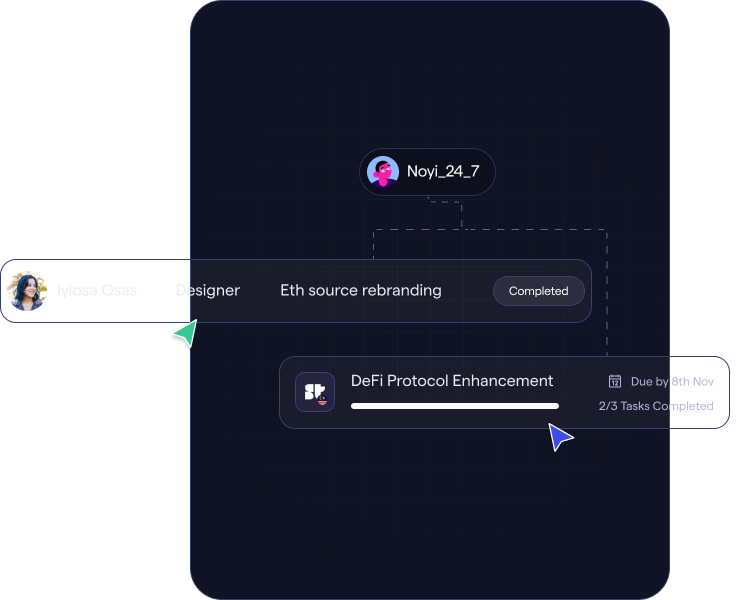 Noyi_24_7
Iyiosa Osas Designer Eth source rebranding Completed
DeFi Protocol Enhancement
12 Due by 8th Nov
2/3 Tasks Completed